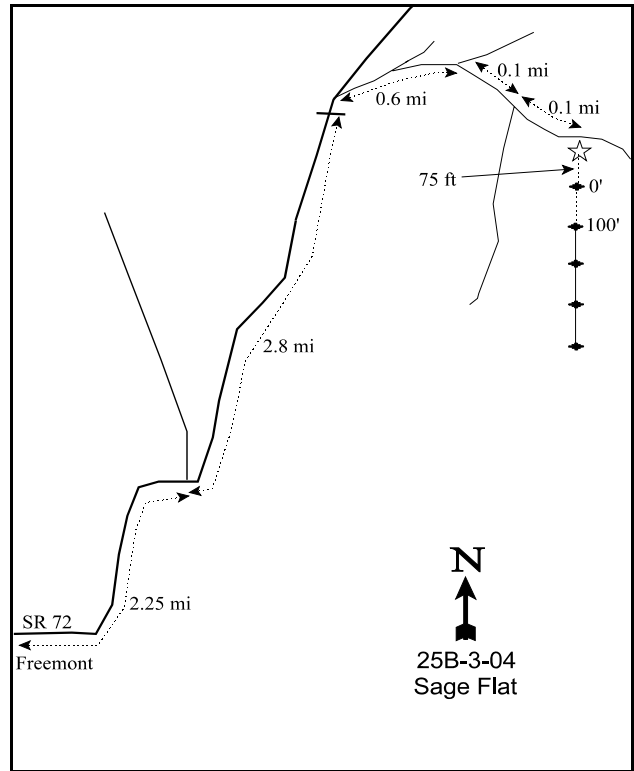 0.1 mi
0.6 mi
0.1 mi
75 ft
0'
100'
2.8 mi
2.25 mi
SR 72
Freemont
N
25B-3-04
Sage Flat